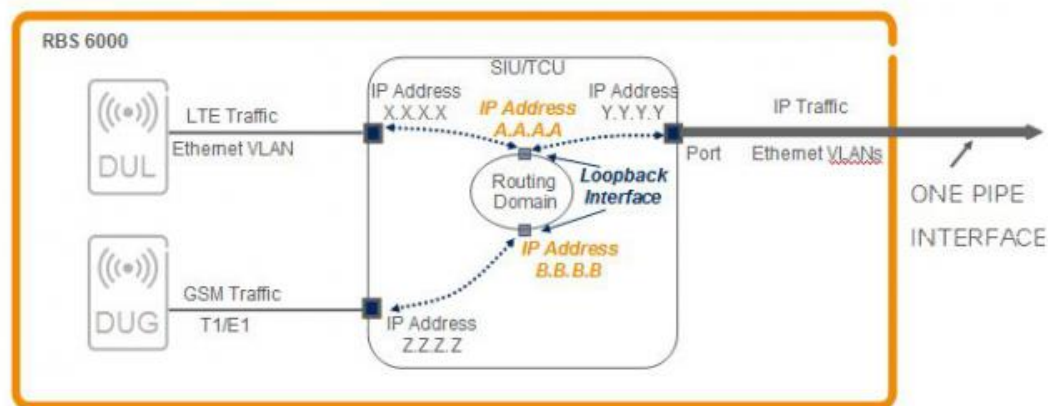 RBS 6000
SIU/TCU
DUL
LTE Traffic
Ethernet VLAN
IP Address
X.X.X.X
IP Address
A.A.A.A
IP Address
Y.Y.Y.Y
IP Traffic
Port
Ethernet VLANs
Routing
Domain
Loopback
Interface
ONE PIPE
INTERFACE
IP Address
B.B.B.B
DUG
GSM Traffic
T1/E1
IP Address
Z.Z.Z.Z